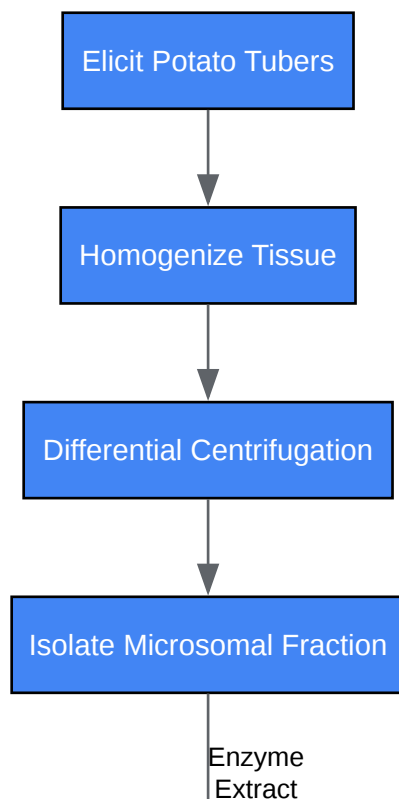 Elicit Potato Tubers
Homogenize Tissue
Differential Centrifugation
Isolate Microsomal Fraction
Enzyme
Extract